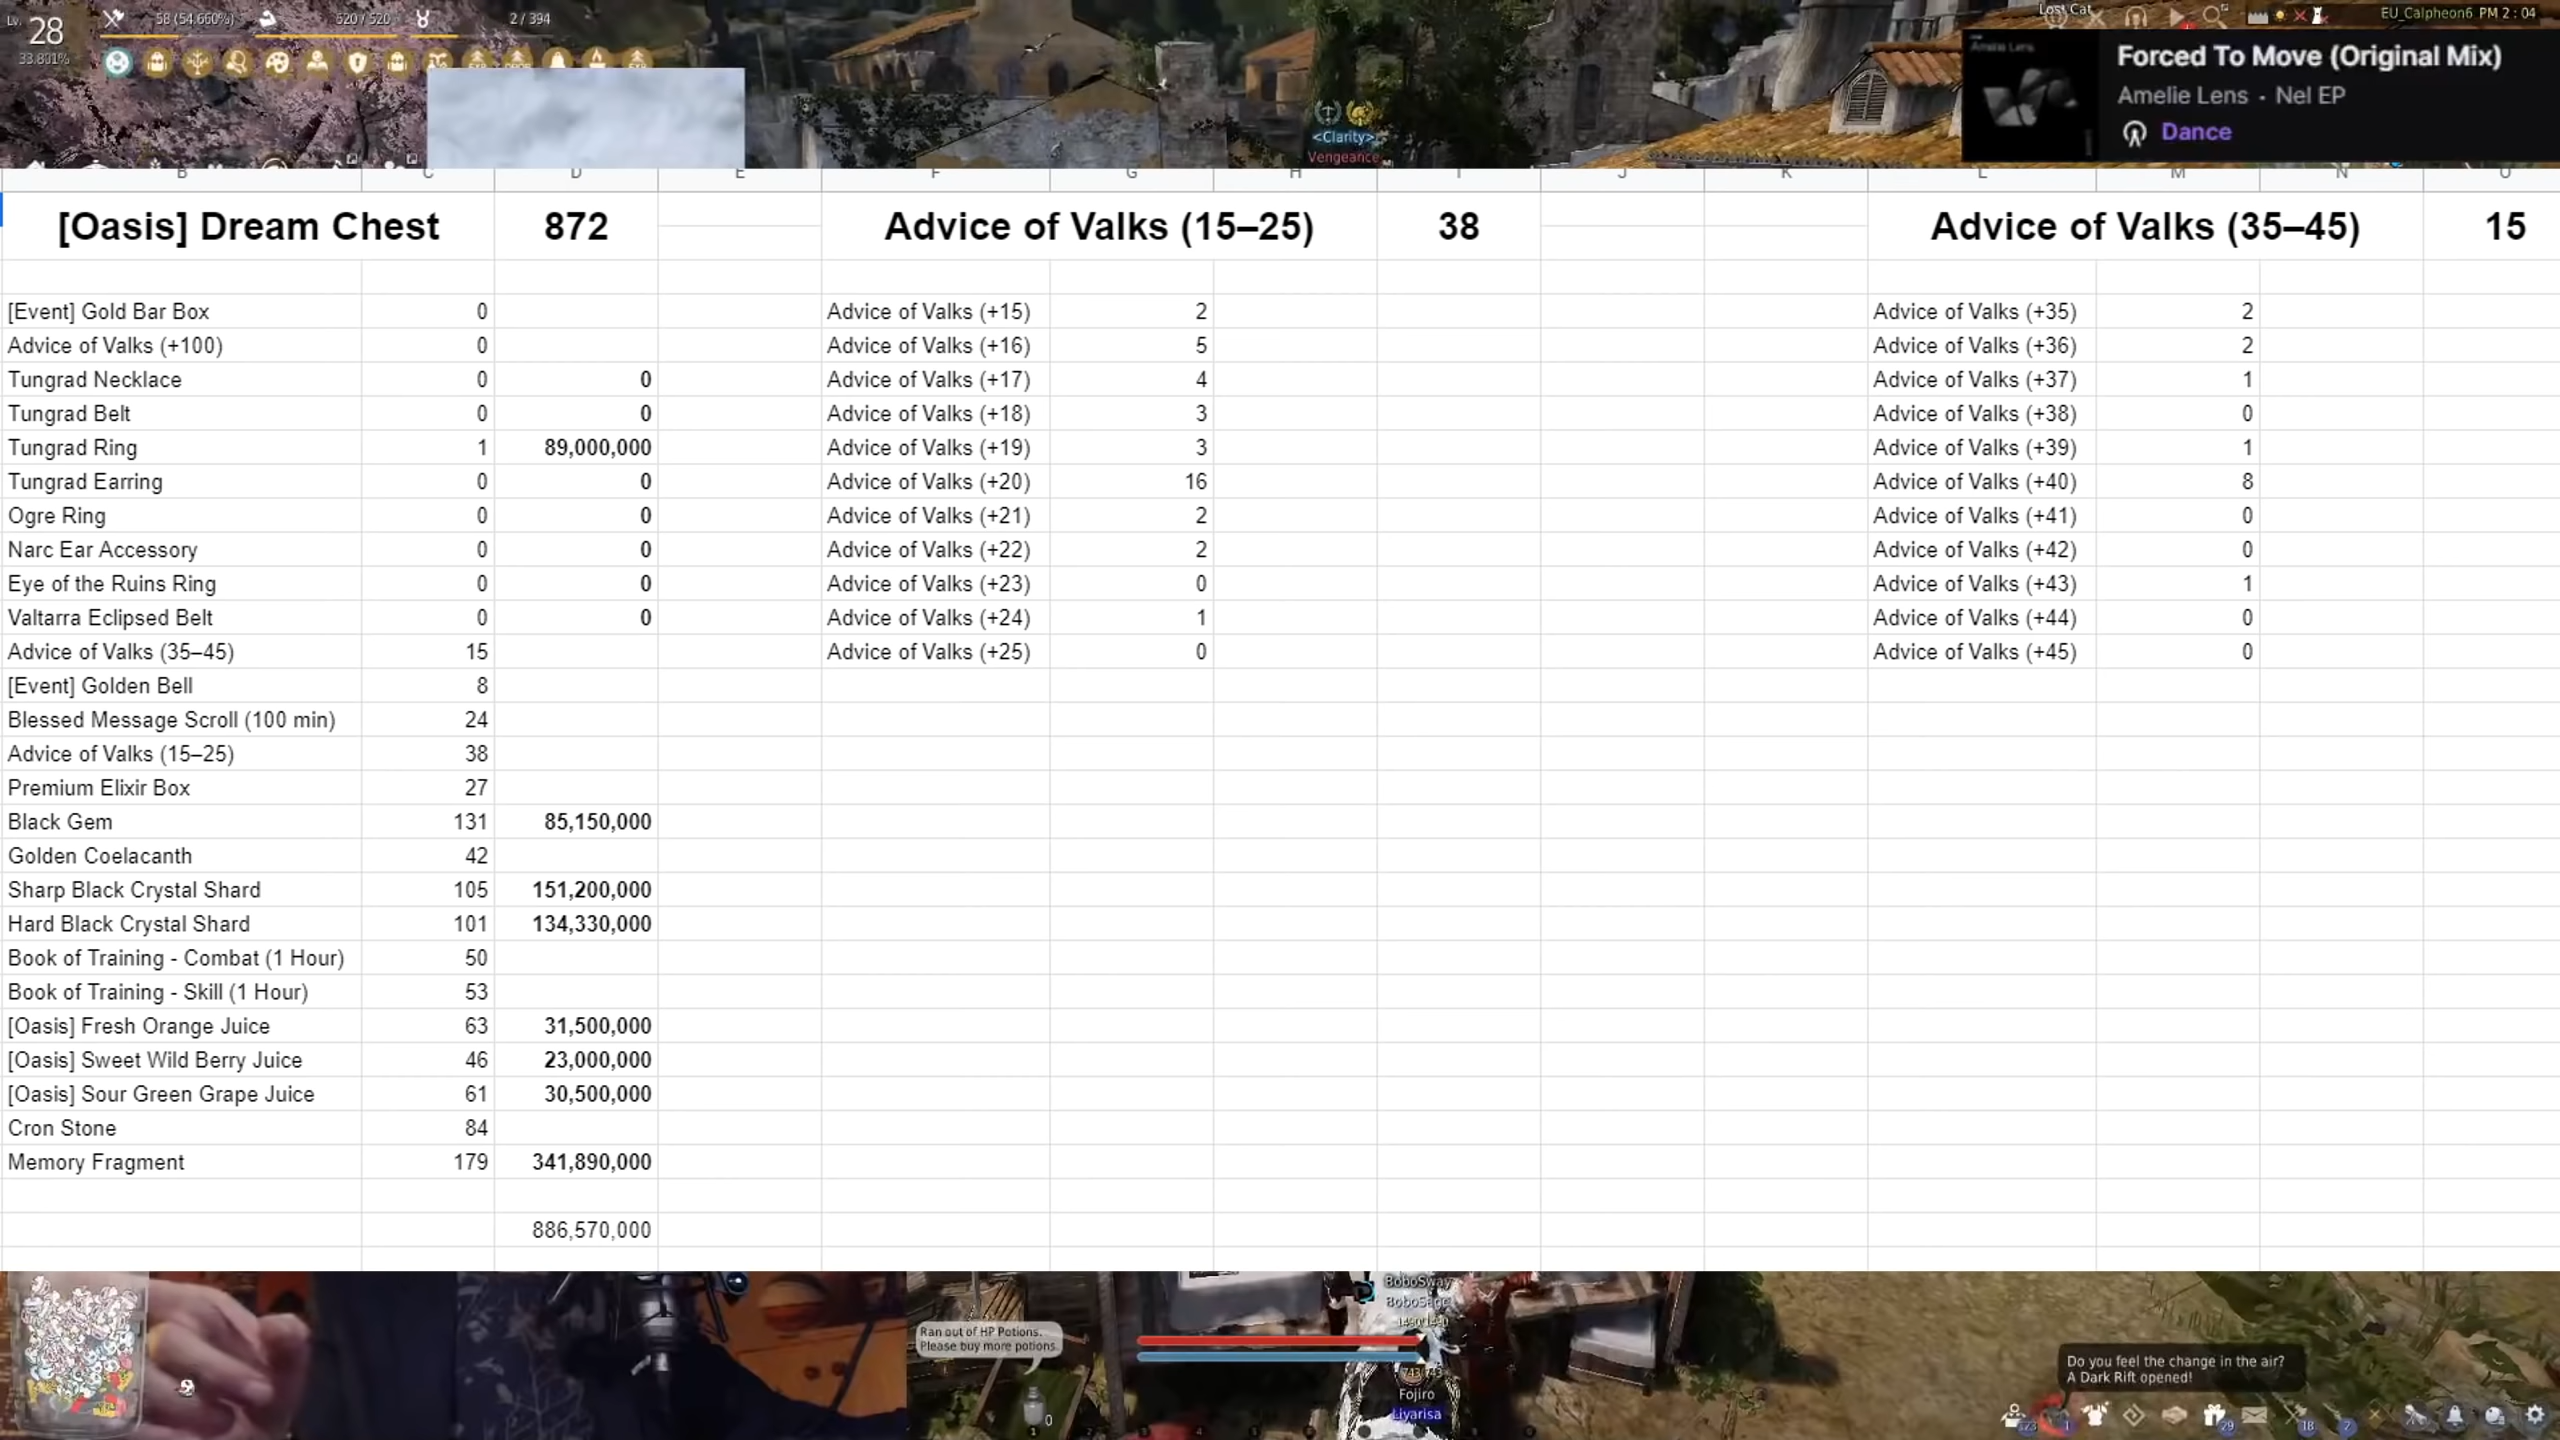 Lv. 28
33.801%
58 (54.660%)
520 / 520
2 / 394
Lost Cat
EU_Calpheon6 PM 2 : 04
<Clarity>
Vengeance
Forced To Move (Original Mix)
Amelie Lens · Nel EP
Dance
B C D E F G H I J K L M N O
[Oasis] Dream Chest 872 Advice of Valks (15–25) 38 Advice of Valks (35–45) 15
[Event] Gold Bar Box 0 Advice of Valks (+15) 2 Advice of Valks (+35) 2
Advice of Valks (+100) 0 Advice of Valks (+16) 5 Advice of Valks (+36) 2
Tungrad Necklace 0 0 Advice of Valks (+17) 4 Advice of Valks (+37) 1
Tungrad Belt 0 0 Advice of Valks (+18) 3 Advice of Valks (+38) 0
Tungrad Ring 1 89,000,000 Advice of Valks (+19) 3 Advice of Valks (+39) 1
Tungrad Earring 0 0 Advice of Valks (+20) 16 Advice of Valks (+40) 8
Ogre Ring 0 0 Advice of Valks (+21) 2 Advice of Valks (+41) 0
Narc Ear Accessory 0 0 Advice of Valks (+22) 2 Advice of Valks (+42) 0
Eye of the Ruins Ring 0 0 Advice of Valks (+23) 0 Advice of Valks (+43) 1
Valtarra Eclipsed Belt 0 0 Advice of Valks (+24) 1 Advice of Valks (+44) 0
Advice of Valks (35–45) 15 Advice of Valks (+25) 0 Advice of Valks (+45) 0
[Event] Golden Bell 8
Blessed Message Scroll (100 min) 24
Advice of Valks (15–25) 38
Premium Elixir Box 27
Black Gem 131 85,150,000
Golden Coelacanth 42
Sharp Black Crystal Shard 105 151,200,000
Hard Black Crystal Shard 101 134,330,000
Book of Training - Combat (1 Hour) 50
Book of Training - Skill (1 Hour) 53
[Oasis] Fresh Orange Juice 63 31,500,000
[Oasis] Sweet Wild Berry Juice 46 23,000,000
[Oasis] Sour Green Grape Juice 61 30,500,000
Cron Stone 84
Memory Fragment 179 341,890,000
886,570,000
BoboSway
BoboSage
Ran out of HP Potions.
Please buy more potions.
0
Fojiro
Liyarisa
Do you feel the change in the air?
A Dark Rift opened!
29
18
2